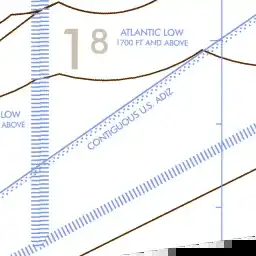 18
ATLANTIC LOW
1700 FT AND ABOVE
LOW
ABOVE
CONTIGUOUS U.S. ADIZ